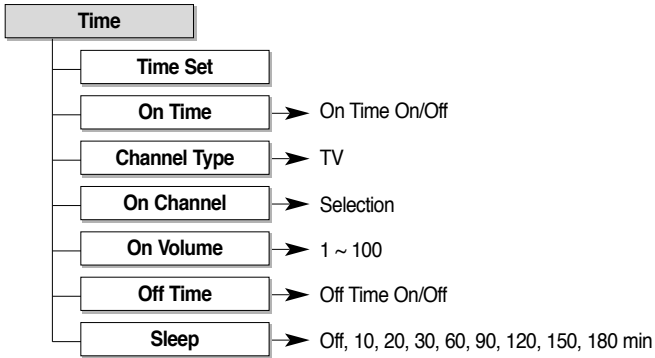 Time
Time Set
On Time On Time On/Off
Channel Type TV
On Channel Selection
On Volume 1 ~ 100
Off Time Off Time On/Off
Sleep Off, 10, 20, 30, 60, 90, 120, 150, 180 min